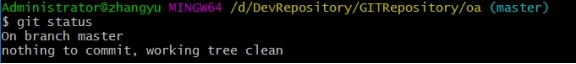 Administrator@zhangyu MINGW64 /d/DevRepository/GITRepository/oa (master)
$ git status
On branch master
nothing to commit, working tree clean